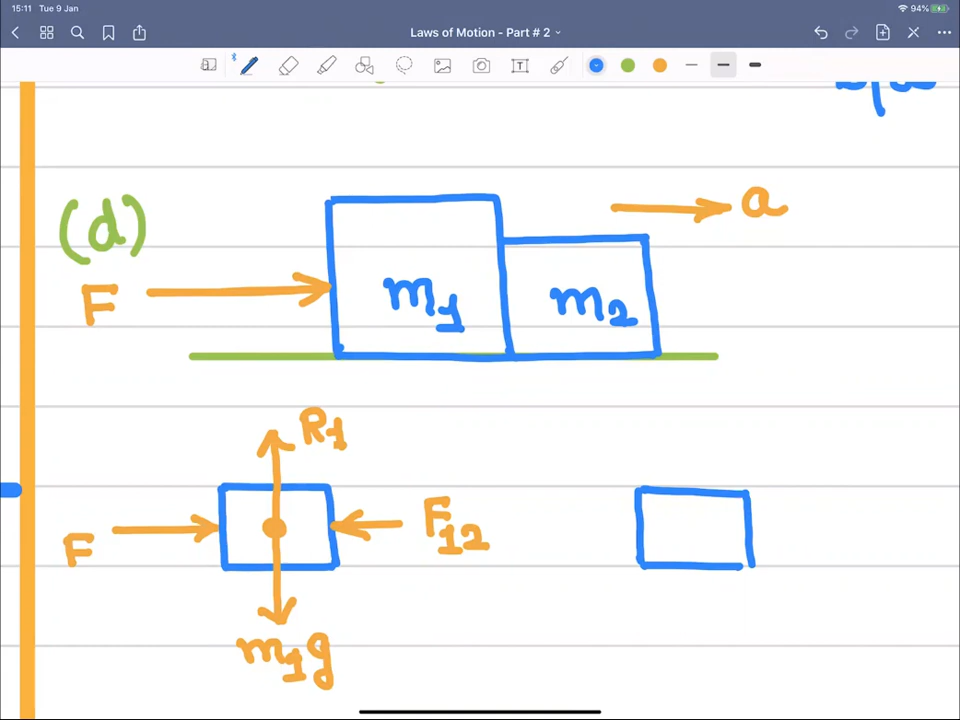 15:11 Tue 9 Jan 94%
Laws of Motion - Part # 2
(d)
a
F
m1 m2
R1
F F12
m1g